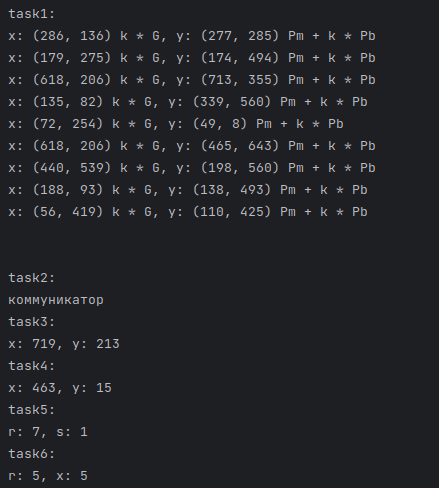 task1:
x: (286, 136) k * G, y: (277, 285) Pm + k * Pb
x: (179, 275) k * G, y: (174, 494) Pm + k * Pb
x: (618, 206) k * G, y: (713, 355) Pm + k * Pb
x: (135, 82) k * G, y: (339, 560) Pm + k * Pb
x: (72, 254) k * G, y: (49, 8) Pm + k * Pb
x: (618, 206) k * G, y: (465, 643) Pm + k * Pb
x: (440, 539) k * G, y: (198, 560) Pm + k * Pb
x: (188, 93) k * G, y: (138, 493) Pm + k * Pb
x: (56, 419) k * G, y: (110, 425) Pm + k * Pb
task2:
коммуникатор
task3:
x: 719, y: 213
task4:
x: 463, y: 15
task5:
r: 7, s: 1
task6:
r: 5, x: 5